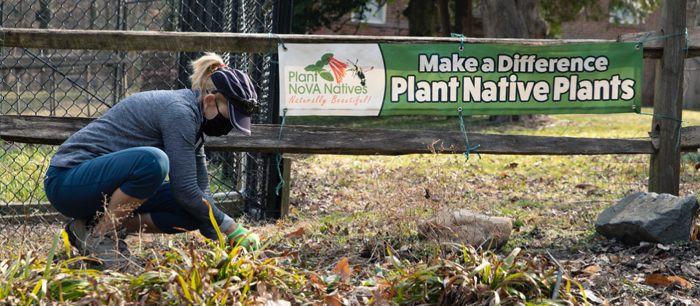 Plant
NoVA Natives
Naturally Beautiful!
Make a Difference
Plant Native Plants